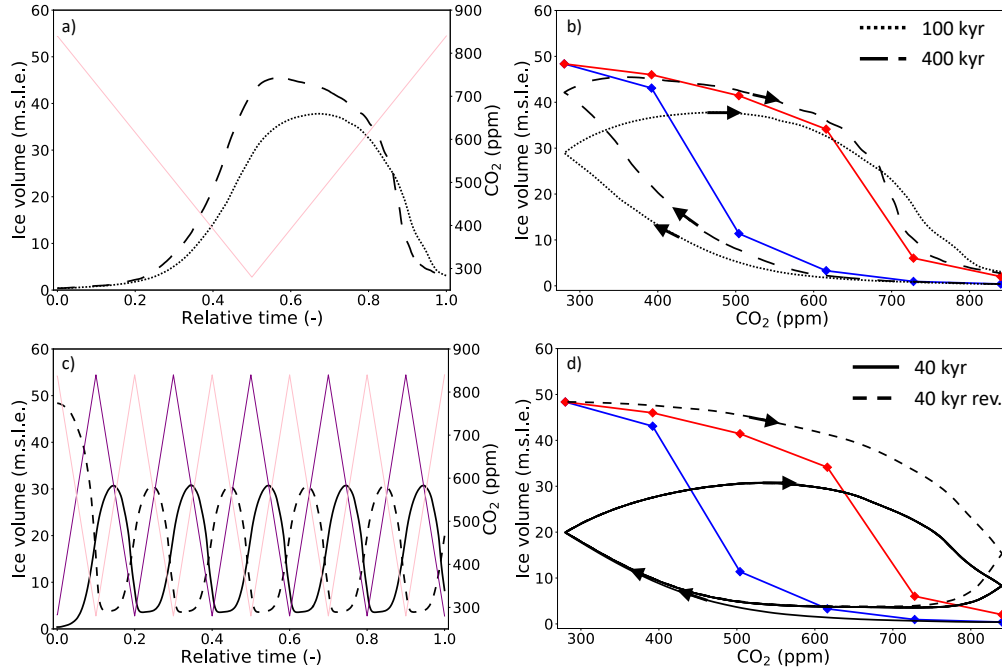 a)
Ice volume (m.s.l.e.)
60
50
40
30
20
10
0
900
800
700
600
500
400
300
CO2 (ppm)
0.0 0.2 0.4 0.6 0.8 1.0
Relative time (-)
b)
100 kyr
400 kyr
Ice volume (m.s.l.e.)
60
50
40
30
20
10
0
300 400 500 600 700 800
CO2 (ppm)
c)
Ice volume (m.s.l.e.)
60
50
40
30
20
10
0
900
800
700
600
500
400
300
CO2 (ppm)
0.0 0.2 0.4 0.6 0.8 1.0
Relative time (-)
d)
40 kyr
40 kyr rev.
Ice volume (m.s.l.e.)
60
50
40
30
20
10
0
300 400 500 600 700 800
CO2 (ppm)